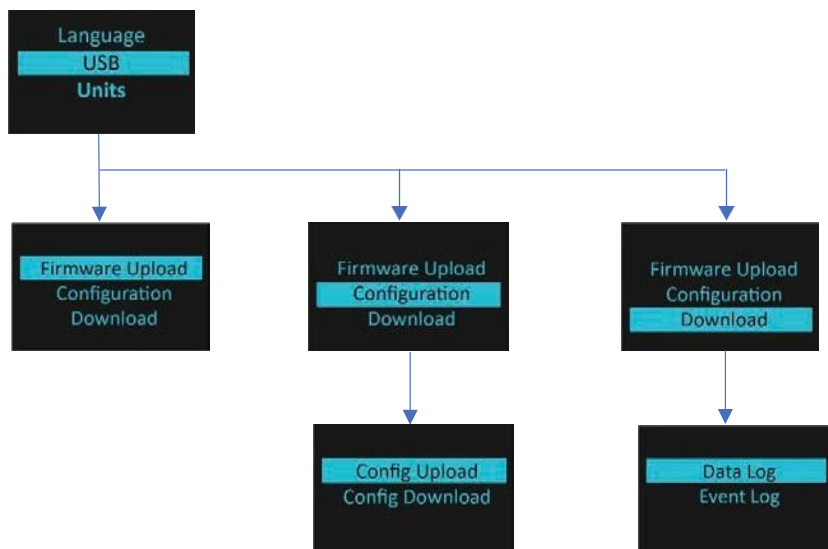 Language
USB
Units
Firmware Upload
Configuration
Download
Firmware Upload
Configuration
Download
Firmware Upload
Configuration
Download
Config Upload
Config Download
Data Log
Event Log